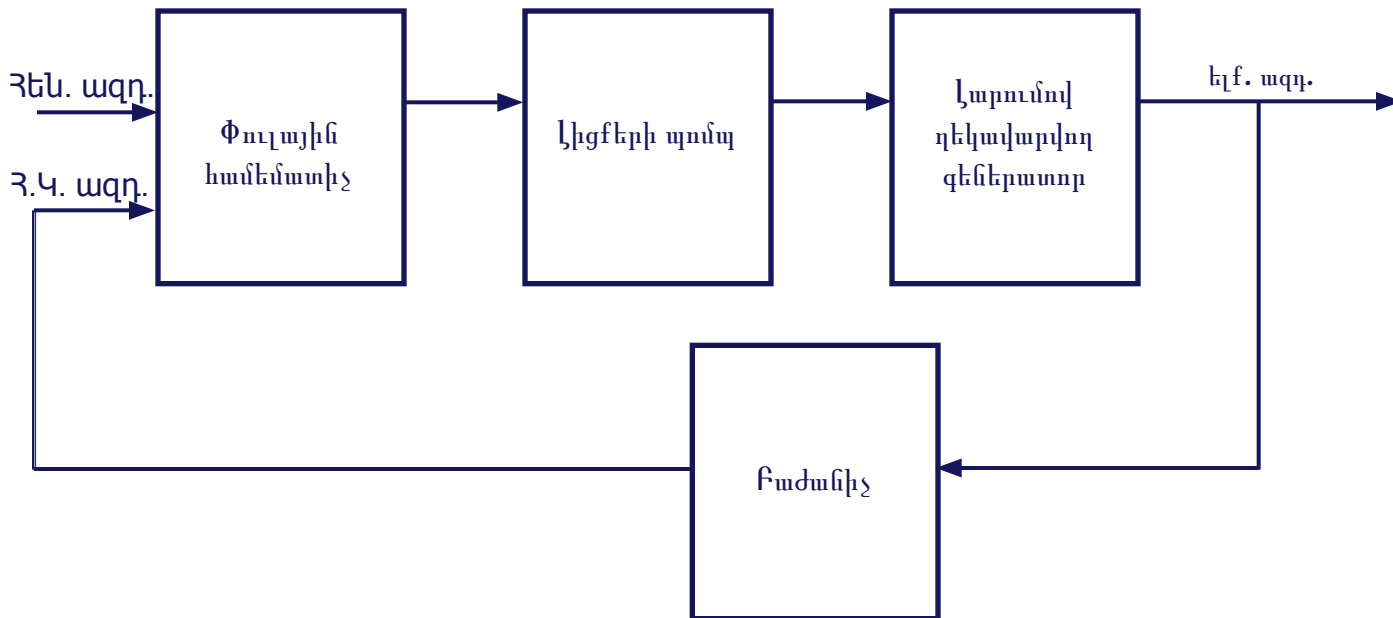 Հեն. ազդ.
Հ.Կ. ազդ.
Փուլային
համեմատիչ
Լիցքերի պոմպ
Լարումով
ղեկավարվող
գեներատոր
ելք. ազդ.
Բաժանիչ